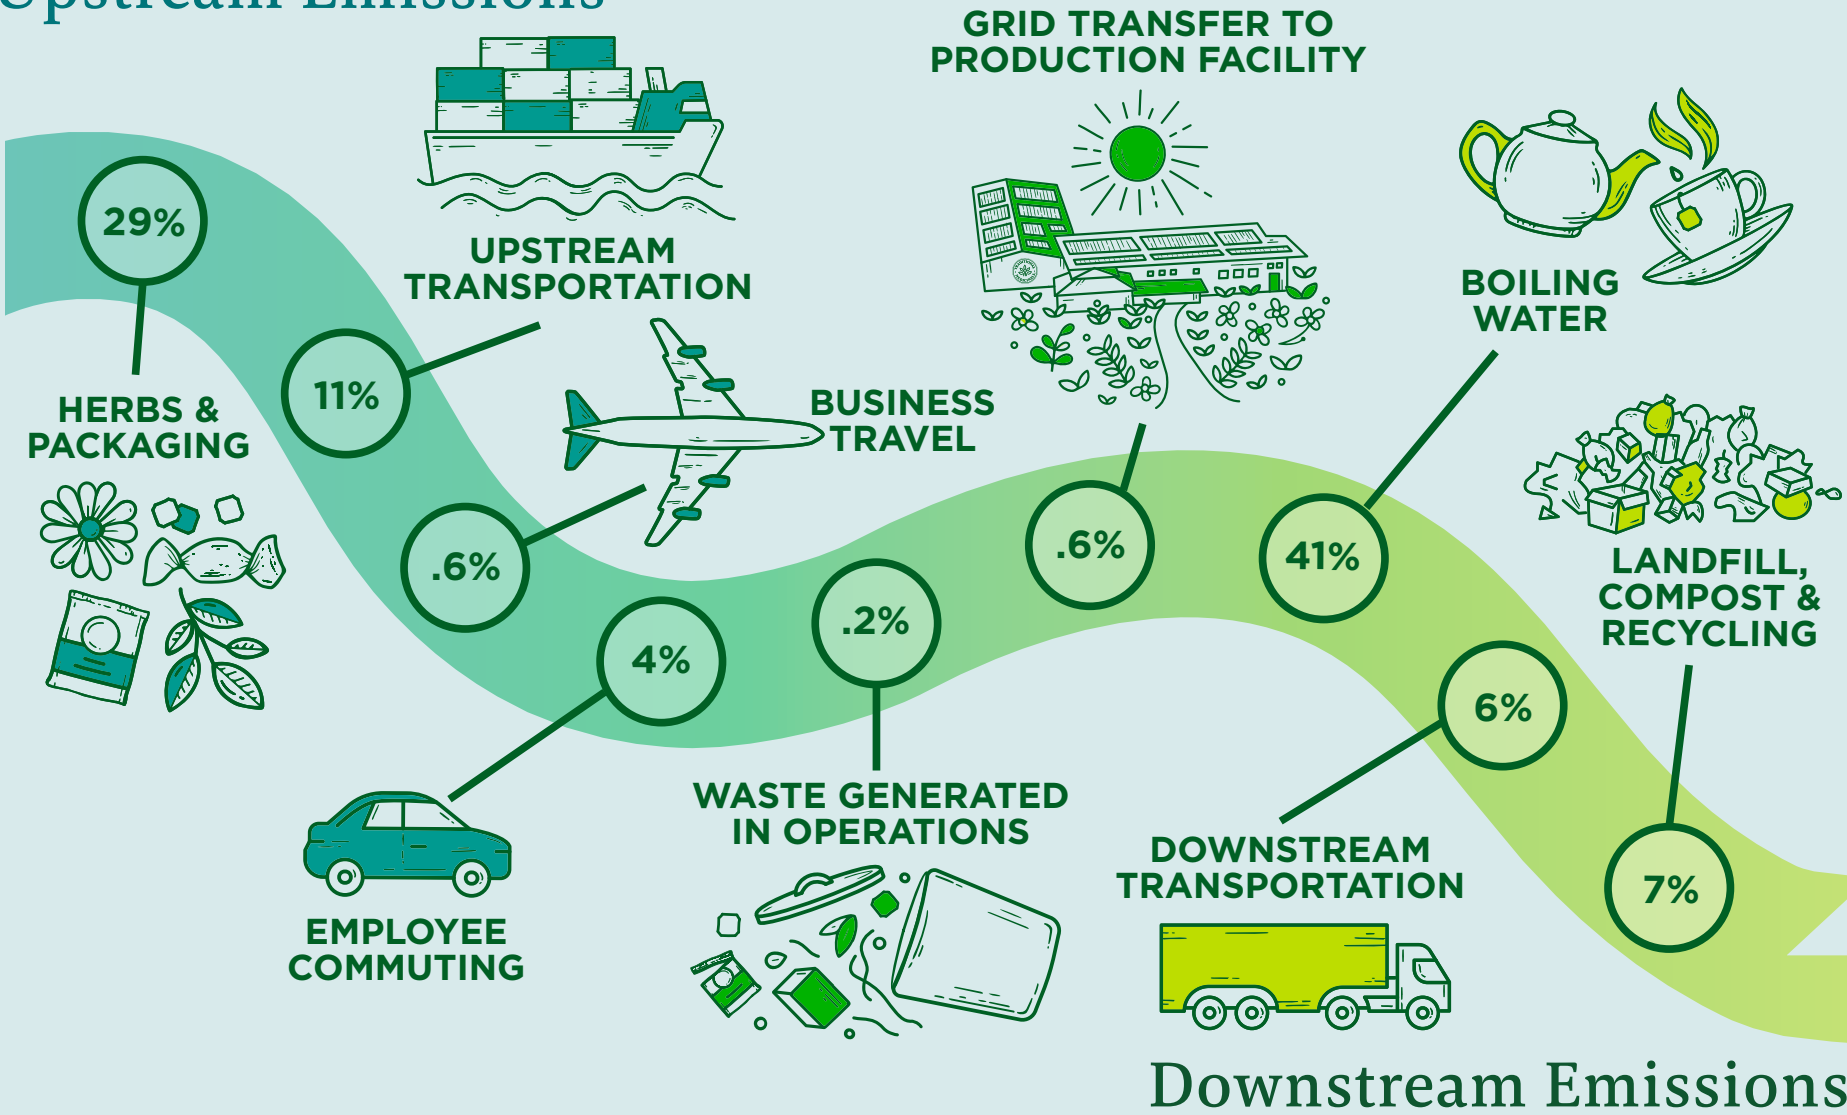 Upstream Emissions
GRID TRANSFER TO
PRODUCTION FACILITY
29%
UPSTREAM
TRANSPORTATION
BOILING
WATER
11%
HERBS &
PACKAGING
BUSINESS
TRAVEL
.6%
.6%
41%
LANDFILL,
COMPOST &
RECYCLING
4%
.2%
6%
WASTE GENERATED
IN OPERATIONS
DOWNSTREAM
TRANSPORTATION
7%
EMPLOYEE
COMMUTING
Downstream Emissions